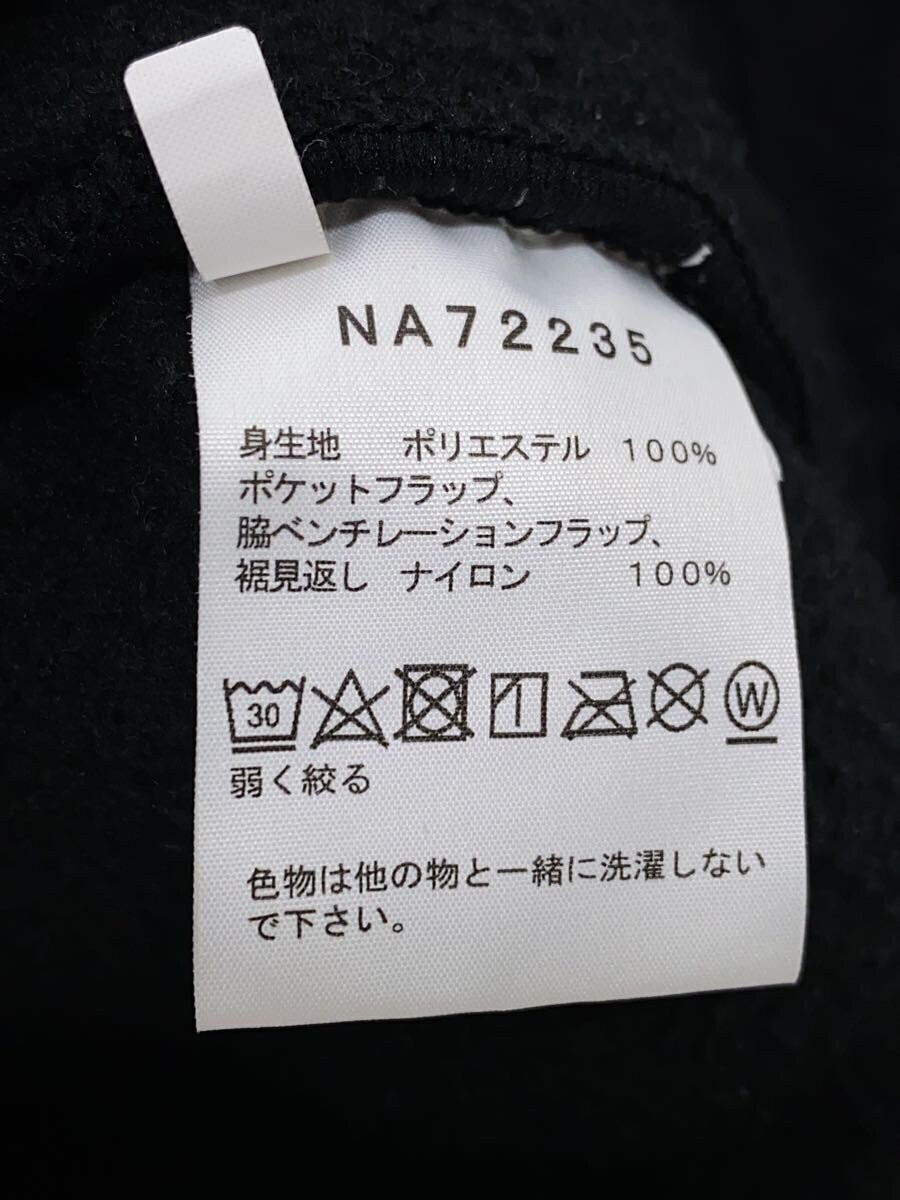 NA72235
身生地 ポリエステル 100%
ポケットフラップ、
脇ベンチレーションフラップ、
裾見返し ナイロン 100%
30 W
弱く絞る
色物は他の物と一緒に洗濯しない
で下さい。